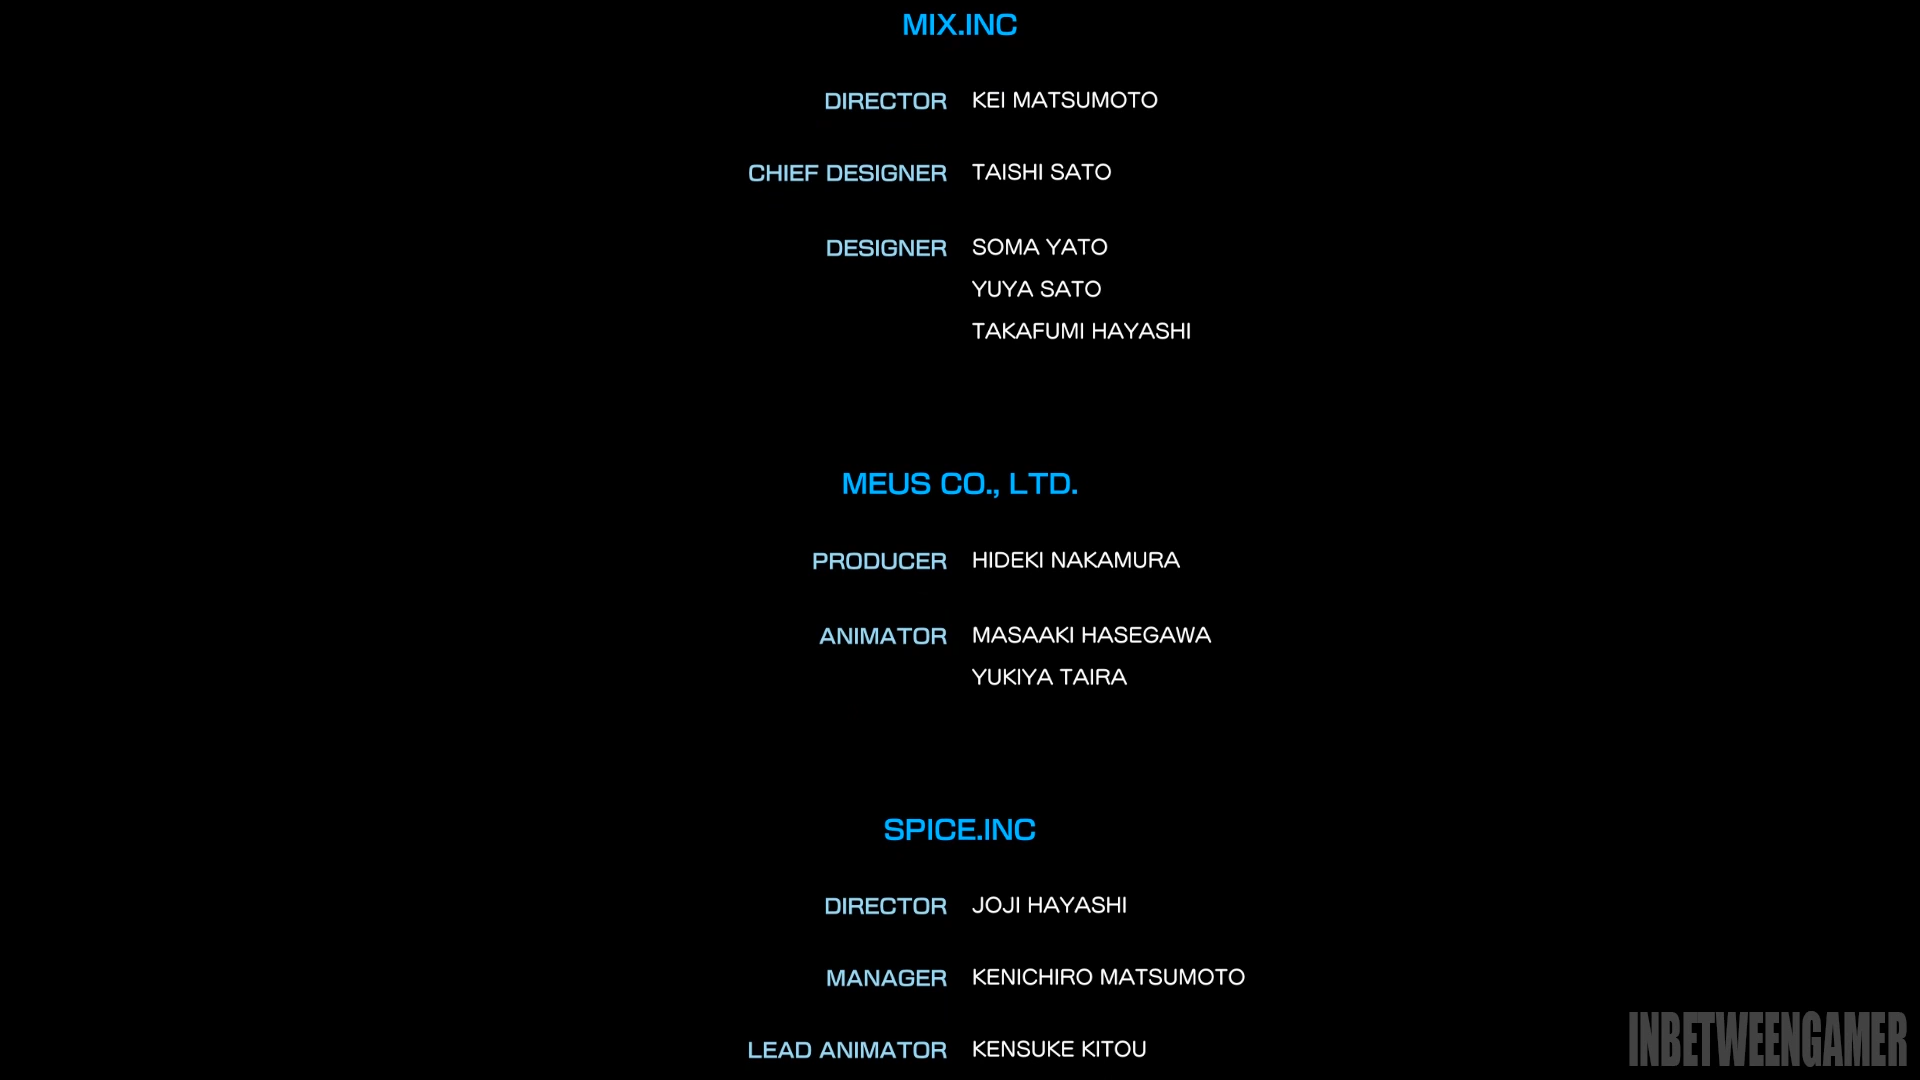 MIX.INC
DIRECTOR KEI MATSUMOTO
CHIEF DESIGNER TAISHI SATO
DESIGNER SOMA YATO
YUYA SATO
TAKAFUMI HAYASHI
MEUS CO., LTD.
PRODUCER HIDEKI NAKAMURA
ANIMATOR MASAAKI HASEGAWA
YUKIYA TAIRA
SPICE.INC
DIRECTOR JOJI HAYASHI
MANAGER KENICHIRO MATSUMOTO
LEAD ANIMATOR KENSUKE KITOU
INBETWEENGAMER